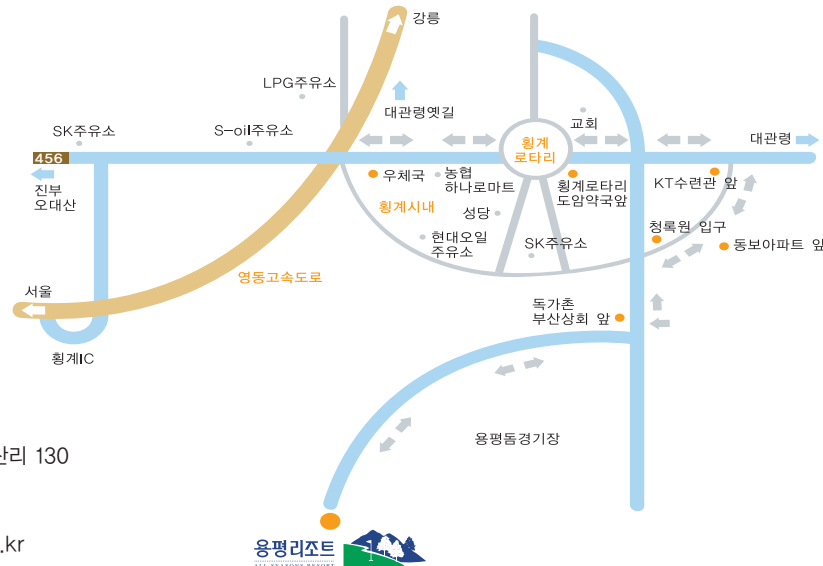 강릉
LPG주유소
대관령옛길
SK주유소
S-oil주유소
교회
횡계
로타리
대관령
456
진부
오대산
우체국
농협
하나로마트
횡계로타리
도암약국앞
KT수련관 앞
횡계시내
성당
청록원 입구
현대오일
주유소
SK주유소
동보아파트 앞
영동고속도로
서울
독가촌
부산상회 앞
횡계IC
용평돔경기장
산리 130
.kr
용평리조트
ALL SEASONS RESORT